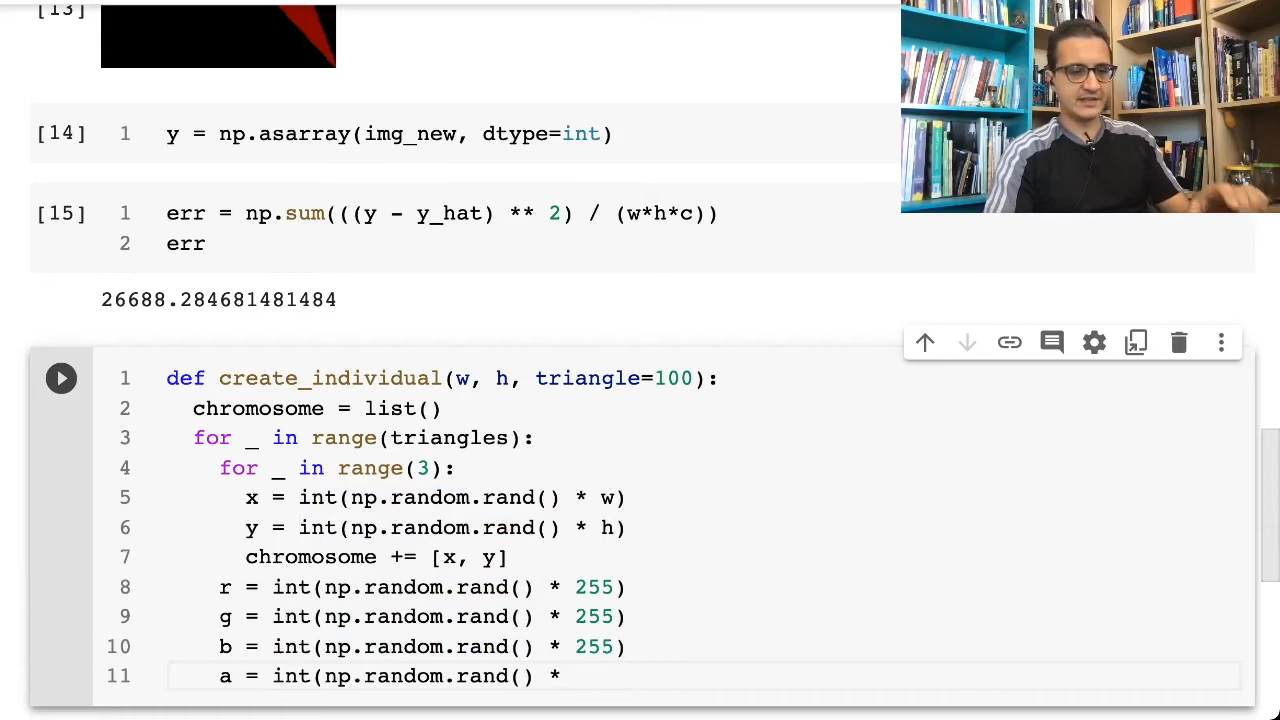 [13]
[14] 1 y = np.asarray(img_new, dtype=int)
[15] 1 err = np.sum(((y - y_hat) ** 2) / (w*h*c))
2 err
26688.284681481484
1 def create_individual(w, h, triangle=100):
2 chromosome = list()
3 for _ in range(triangles):
4 for _ in range(3):
5 x = int(np.random.rand() * w)
6 y = int(np.random.rand() * h)
7 chromosome += [x, y]
8 r = int(np.random.rand() * 255)
9 g = int(np.random.rand() * 255)
10 b = int(np.random.rand() * 255)
11 a = int(np.random.rand() *